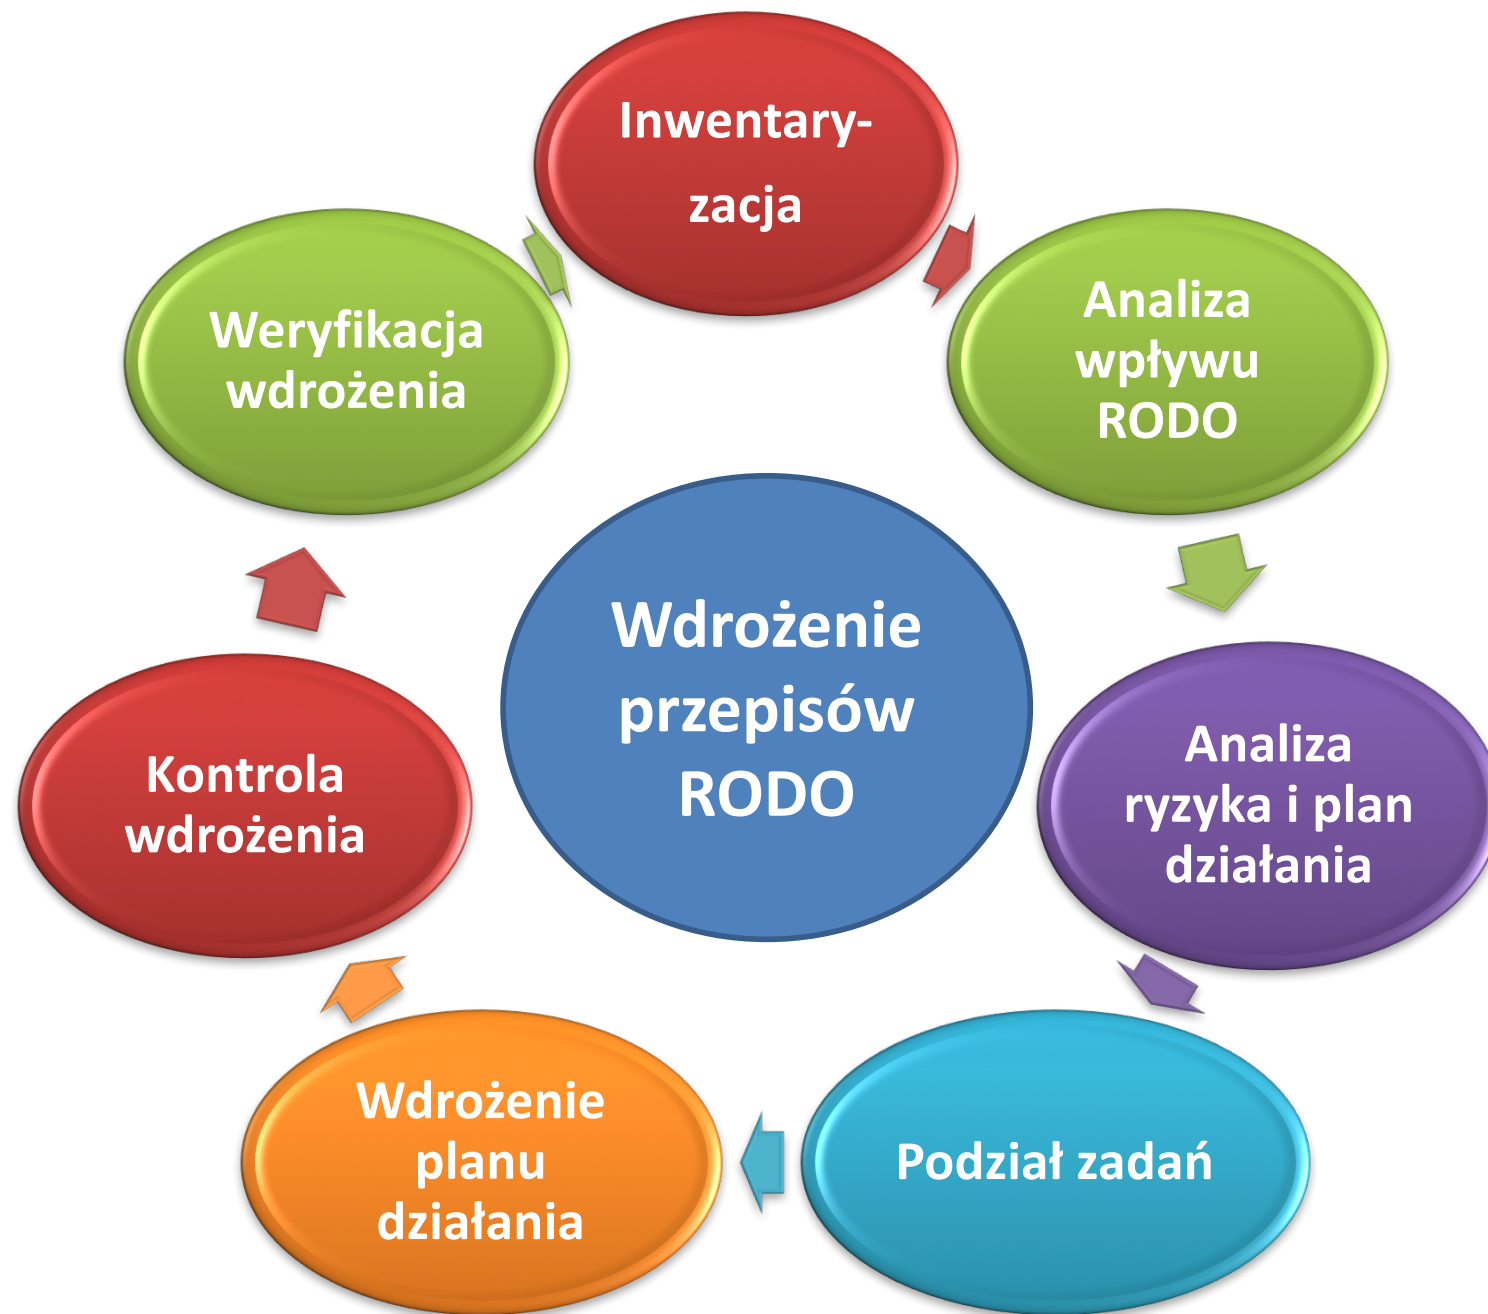 Inwentary-
zacja
Analiza
wpływu
RODO
Analiza
ryzyka i plan
działania
Podział zadań
Wdrożenie
planu
działania
Kontrola
wdrożenia
Weryfikacja
wdrożenia
Wdrożenie
przepisów
RODO